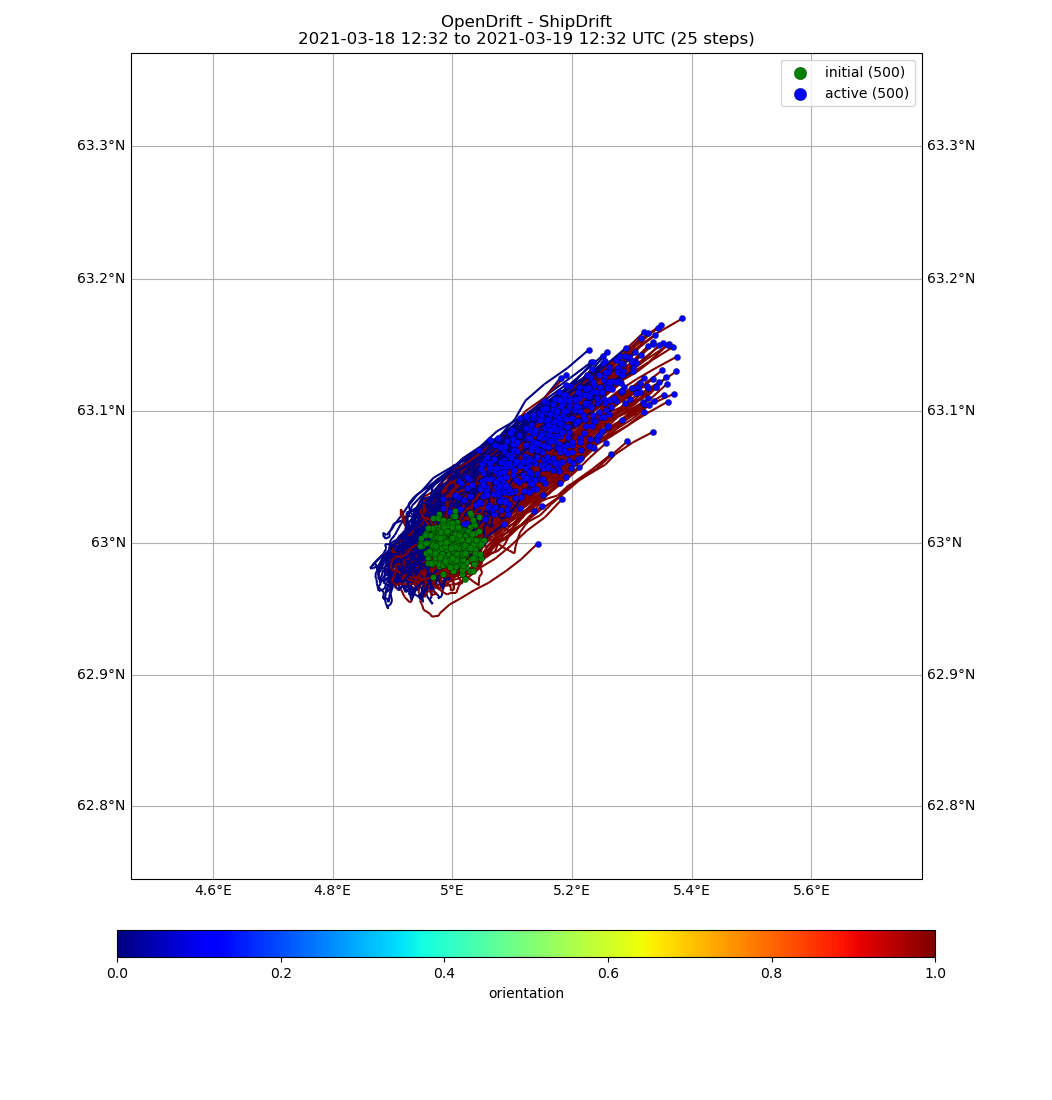 OpenDrift - ShipDrift
2021-03-18 12:32 to 2021-03-19 12:32 UTC (25 steps)
initial (500)
active (500)
63.3°N 63.3°N
63.2°N 63.2°N
63.1°N 63.1°N
63°N 63°N
62.9°N 62.9°N
62.8°N 62.8°N
4.6°E 4.8°E 5°E 5.2°E 5.4°E 5.6°E
0.0 0.2 0.4 0.6 0.8 1.0
orientation